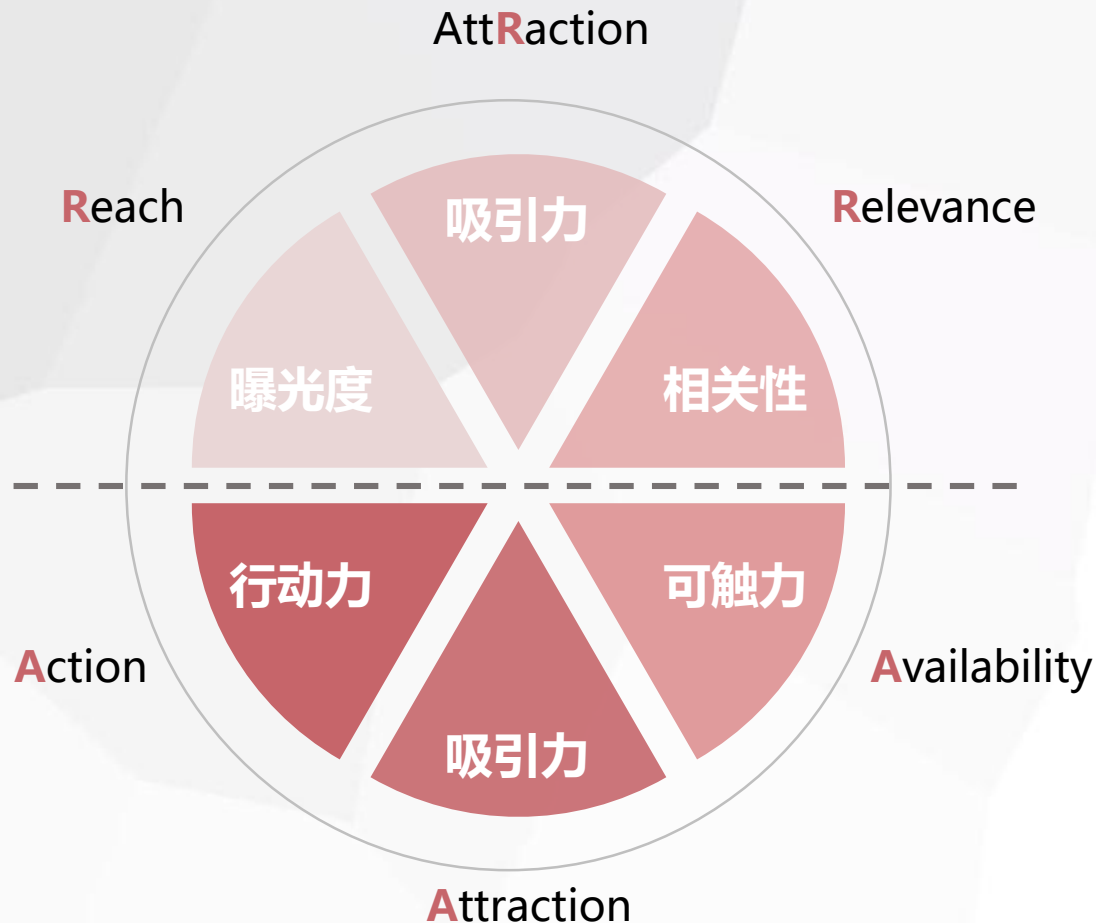 AttRaction
Reach
Relevance
吸引力
曝光度
相关性
行动力
可触力
Action
Availability
吸引力
Attraction